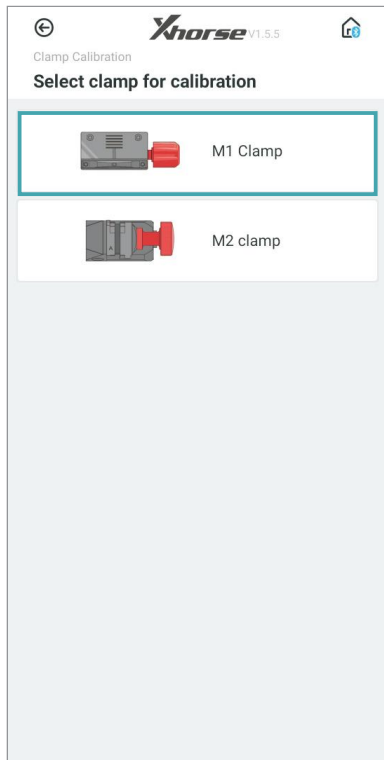 Xhorse V1.5.5
Clamp Calibration
Select clamp for calibration
M1 Clamp
A
M2 clamp